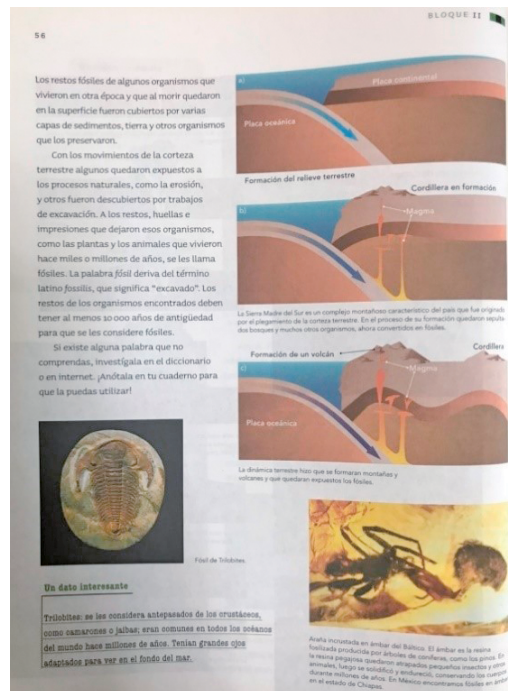 BLOQUE II
56
Los restos fósiles de algunos organismos que
vivieron en otra época y que al morir quedaron
en la superficie fueron cubiertos por varias
capas de sedimentos, tierra y otros organismos
que los preservaron.
Con los movimientos de la corteza
terrestre algunos quedaron expuestos a
los procesos naturales, como la erosión,
y otros fueron descubiertos por trabajos
de excavación. A los restos, huellas e
impresiones que dejaron esos organismos,
como las plantas y los animales que vivieron
hace miles o millones de años, se les llama
fósiles. La palabra fósil deriva del término
latino fossilis, que significa “excavado”. Los
restos de los organismos encontrados deben
tener al menos 10 000 años de antigüedad
para que se les considere fósiles.
Si existe alguna palabra que no
comprendas, investígala en el diccionario
o en internet. ¡Anótala en tu cuaderno para
que la puedas utilizar!
a)
Placa continental
Placa oceánica
Formación del relieve terrestre
Cordillera en formación
b)
Magma
La Sierra Madre del Sur es un complejo montañoso característico del país que fue originado
por el plegamiento de la corteza terrestre. En el proceso de su formación quedaron sepulta-
dos bosques y muchos otros organismos, ahora convertidos en fósiles.
Cordillera
Formación de un volcán
c)
Magma
Placa oceánica
La dinámica terrestre hizo que se formaran montañas y
volcanes y que quedaran expuestos los fósiles.
Fósil de Trilobites.
Un dato interesante
Trilobites: se les considera antepasados de los crustáceos,
como camarones o jaibas; eran comunes en todos los océanos
del mundo hace millones de años. Tenían grandes ojos
adaptados para ver en el fondo del mar.
Araña incrustada en ámbar del Báltico. El ámbar es la resina
fosilizada producida por árboles de coníferas, como los pinos. En
la resina pegajosa quedaron atrapados pequeños insectos y otros
animales, luego se solidificó y endureció, conservando los cuerpos
durante millones de años. En México encontramos fósiles en ámbar
en el estado de Chiapas.